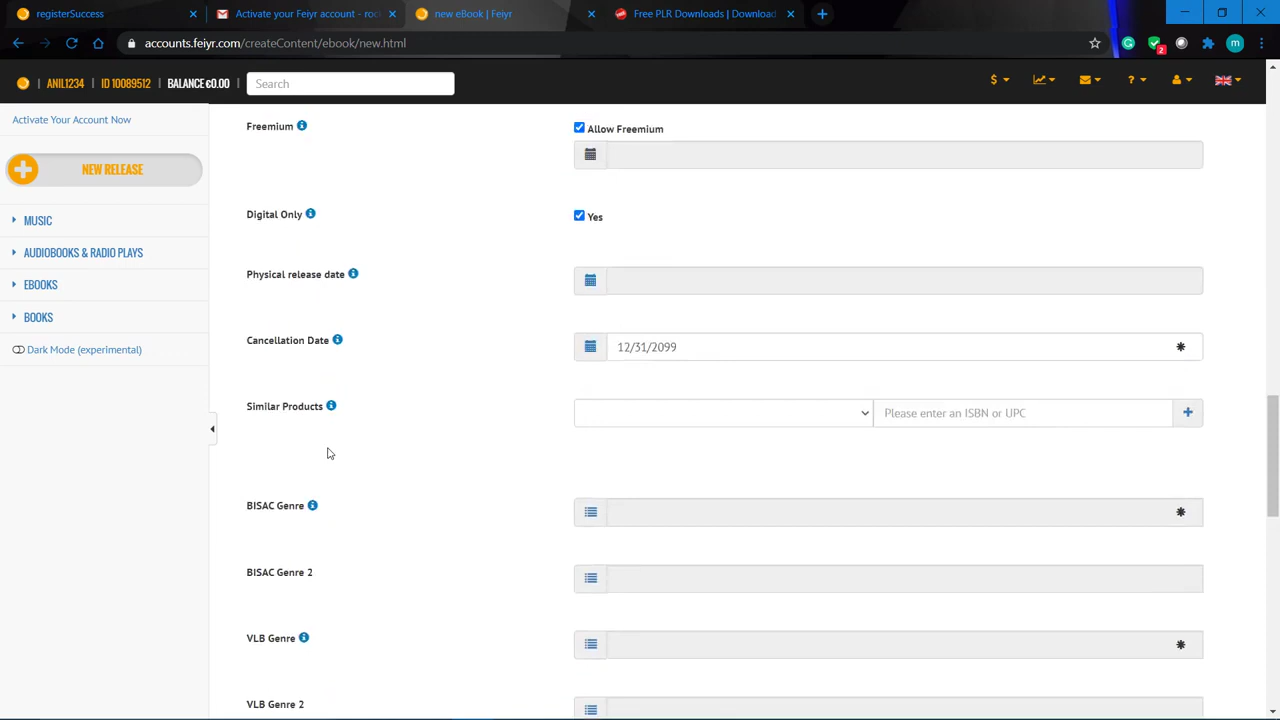 registerSuccess
Activate your Feiyr account - roc
new eBook | Feiyr
Free PLR Downloads | Download
accounts.feiyr.com/createContent/ebook/new.html
2
m
ANIL1234 | ID 10089512 | BALANCE €0.00 |
Search
Activate Your Account Now
NEW RELEASE
MUSIC
AUDIOBOOKS & RADIO PLAYS
EBOOKS
BOOKS
Dark Mode (experimental)
Freemium
Allow Freemium
Digital Only
Yes
Physical release date
Cancellation Date
12/31/2099
Similar Products
Please enter an ISBN or UPC
BISAC Genre
BISAC Genre 2
VLB Genre
VLB Genre 2